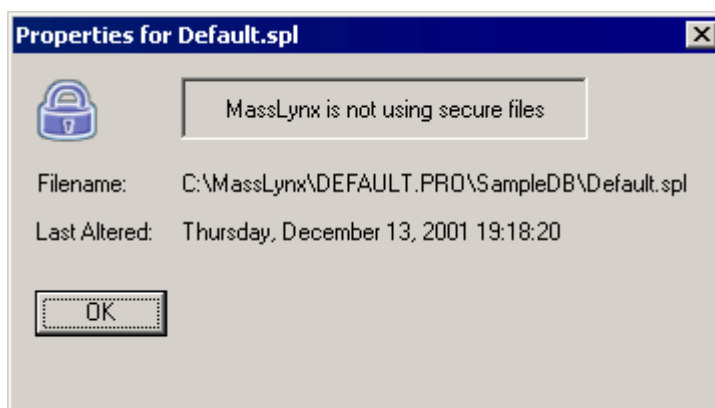 Properties for Default.spl
MassLynx is not using secure files
Filename: C:\MassLynx\DEFAULT.PRO\SampleDB\Default.spl
Last Altered: Thursday, December 13, 2001 19:18:20
OK